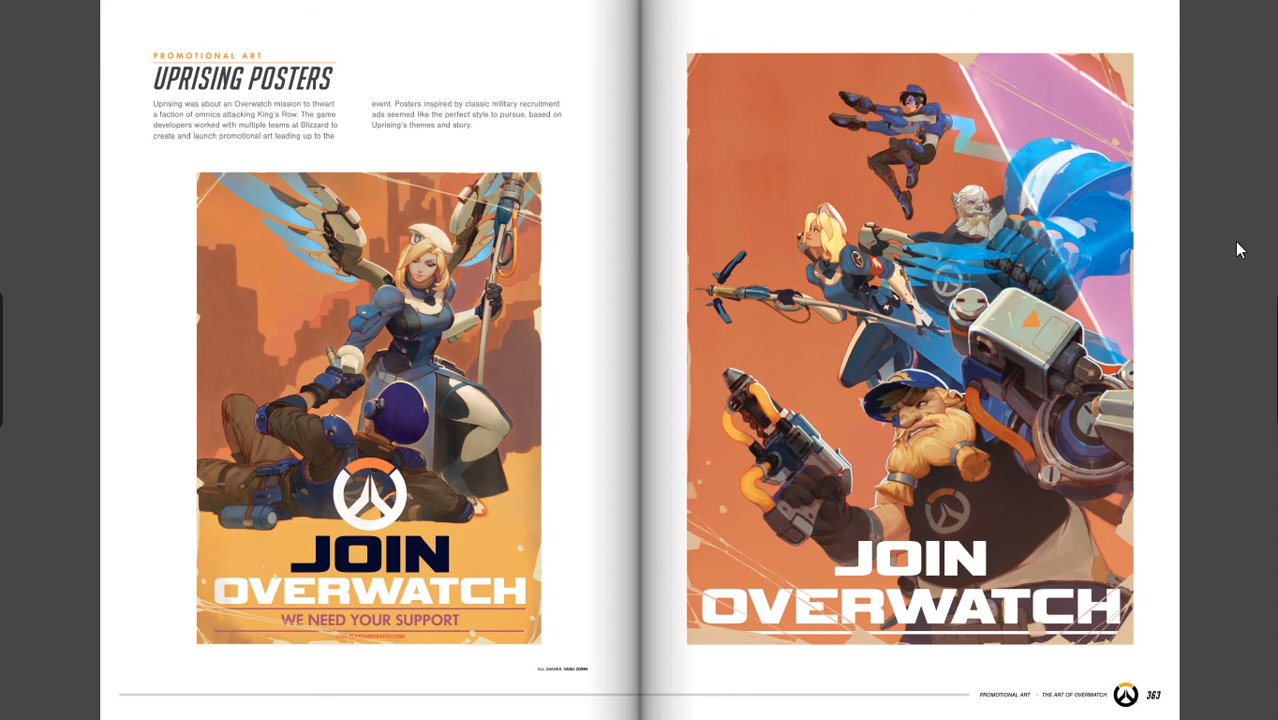 PROMOTIONAL ART
UPRISING POSTERS
Uprising was about an Overwatch mission to thwart
a faction of omnics attacking King's Row. The game
developers worked with multiple teams at Blizzard to
create and launch promotional art leading up to the
event. Posters inspired by classic military recruitment
ads seemed like the perfect style to pursue, based on
Uprising's themes and story.
JOIN
OVERWATCH
WE NEED YOUR SUPPORT
JOIN
OVERWATCH
PROMOTIONAL ART
THE ART OF OVERWATCH
363